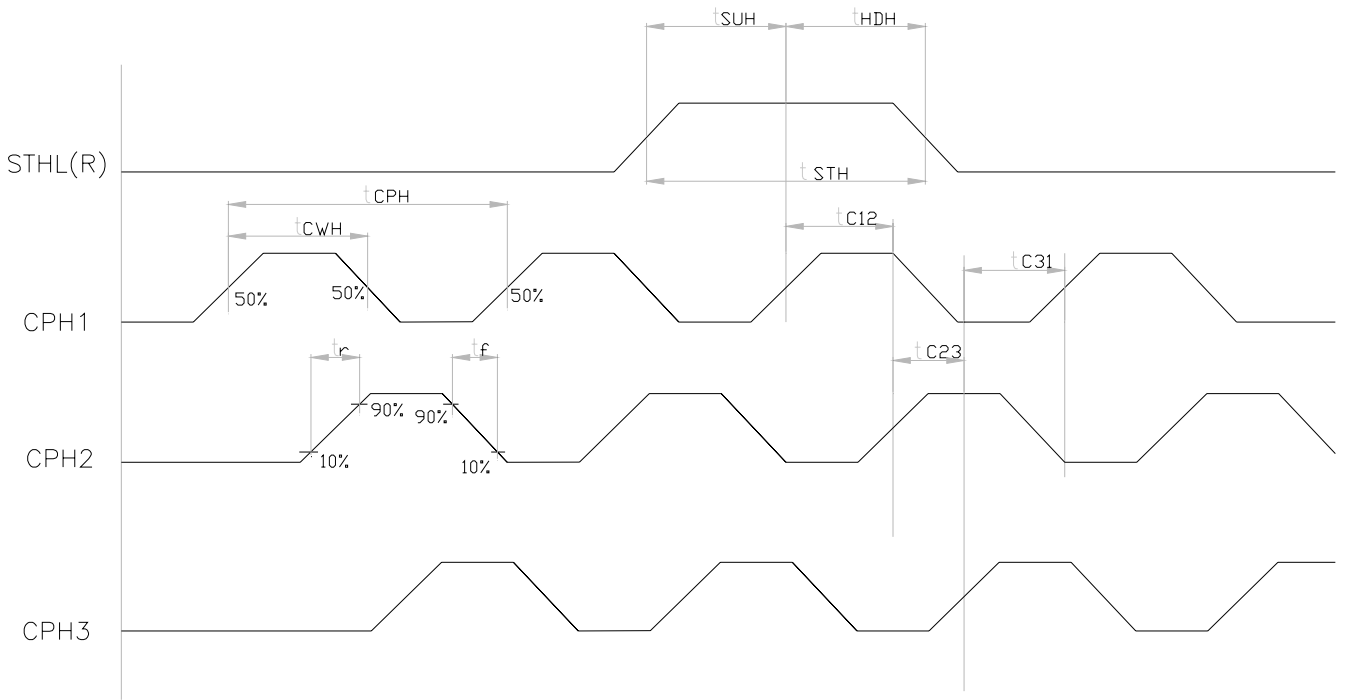 tSUH tHDH
STHL(R)
tSTH
tCPH
tCWH
tC12
tC31
50% 50% 50%
CPH1
tr tf
tC23
90% 90%
10% 10%
CPH2
CPH3